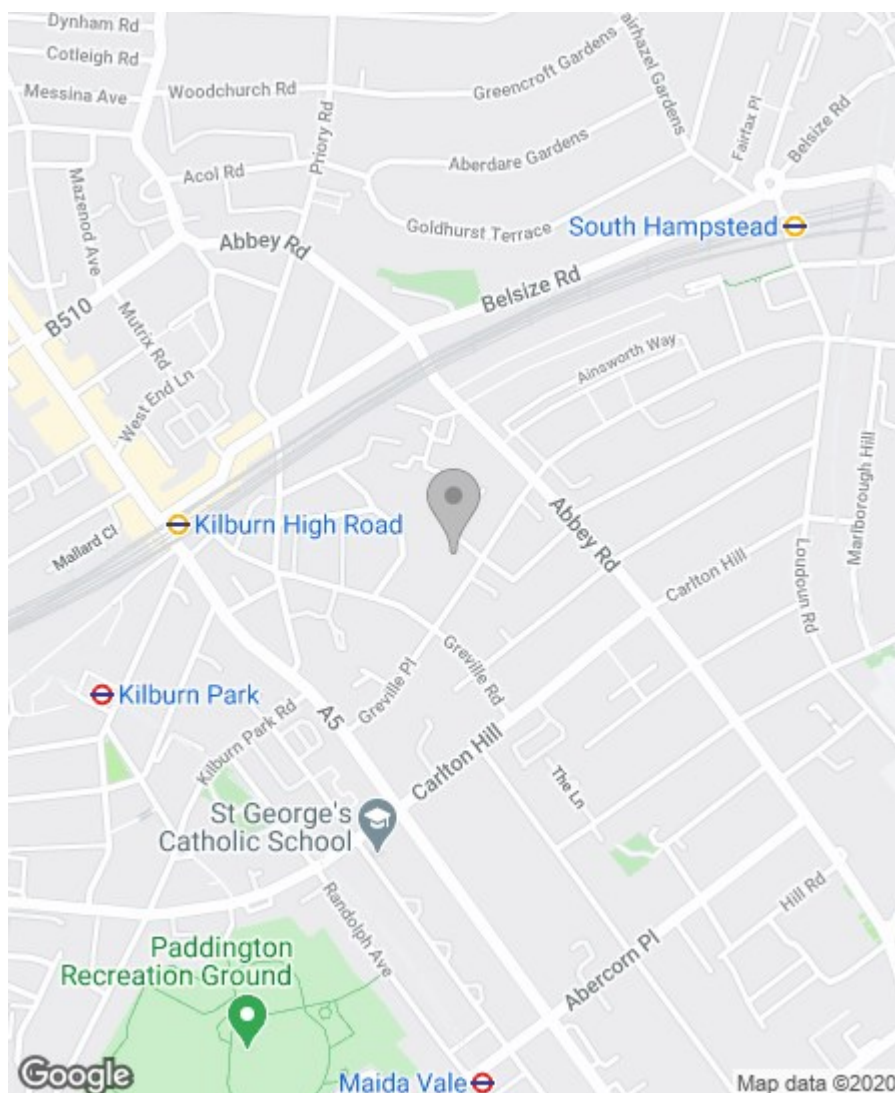 Dynham Rd
Cotleigh Rd
Messina Ave
Woodchurch Rd
Greencroft Gardens
Fairhazel Gardens
Fairfax Pl
Belsize Rd
Priory Rd
Mazenod Ave
Acol Rd
Aberdare Gardens
Goldhurst Terrace
South Hampstead
Abbey Rd
Belsize Rd
B510
Mutrix Rd
West End Ln
Ainsworth Way
Marlborough Hill
Mallard Cl
Kilburn High Road
Abbey Rd
Loudoun Rd
Carlton Hill
Greville Pl
Greville Rd
Kilburn Park
Kilburn Park Rd
A5
Carlton Hill
The Ln
St George's
Catholic School
Randolph Ave
Hill Rd
Paddington
Recreation Ground
Abercorn Pl
Maida Vale
Google
Map data ©2020